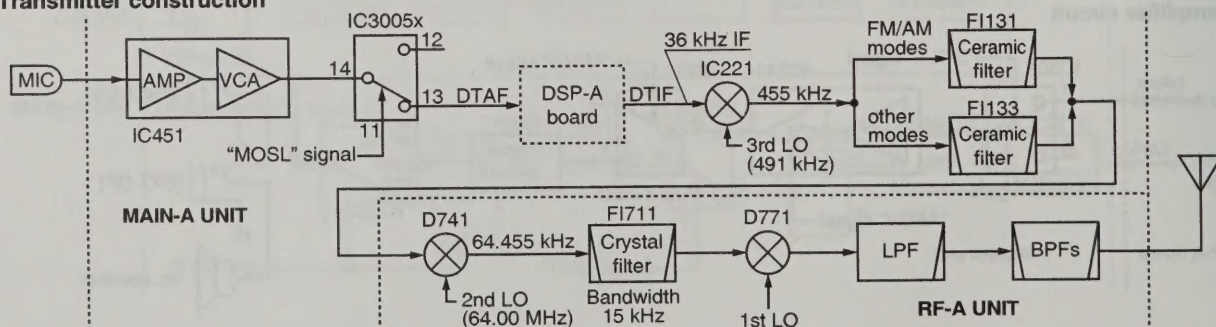 Transmitter construction
IC3005x
12
14
13
11
MIC
AMP
VCA
IC451
"MOSL" signal
MAIN-A UNIT
DTAF
DSP-A
board
DTIF
36 kHz IF
IC221
455 kHz
3rd LO
(491 kHz)
FM/AM
modes
other
modes
FI131
Ceramic
filter
FI133
Ceramic
filter
D741
64.455 kHz
2nd LO
(64.00 MHz)
FI711
Crystal
filter
Bandwidth
15 kHz
D771
1st LO
LPF
BPFs
RF-A UNIT